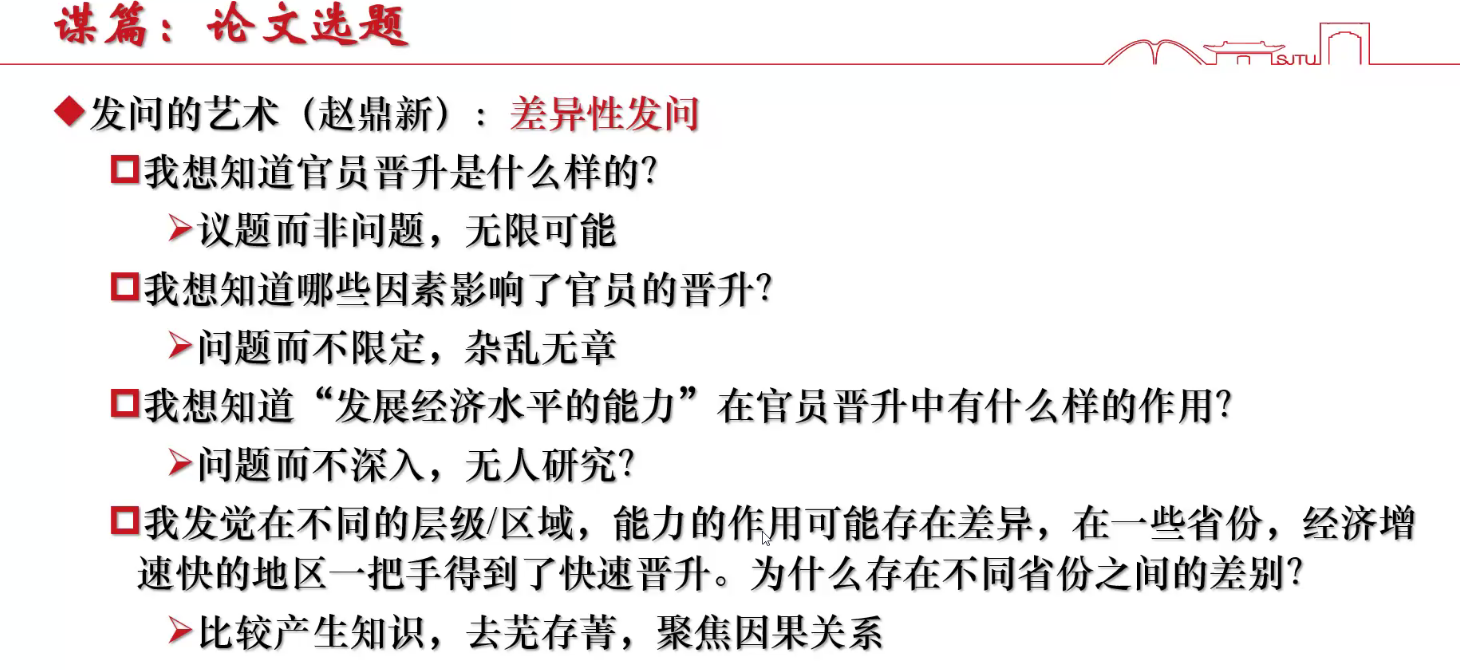 谋篇：论文选题
SJTU
发问的艺术（赵鼎新）：差异性发问
我想知道官员晋升是什么样的？
议题而非问题，无限可能
我想知道哪些因素影响了官员的晋升？
问题而不限定，杂乱无章
我想知道“发展经济水平的能力”在官员晋升中有什么样的作用？
问题而不深入，无人研究？
我发觉在不同的层级/区域，能力的作用可能存在差异，在一些省份，经济增
速快的地区一把手得到了快速晋升。为什么存在不同省份之间的差别？
比较产生知识，去芜存菁，聚焦因果关系